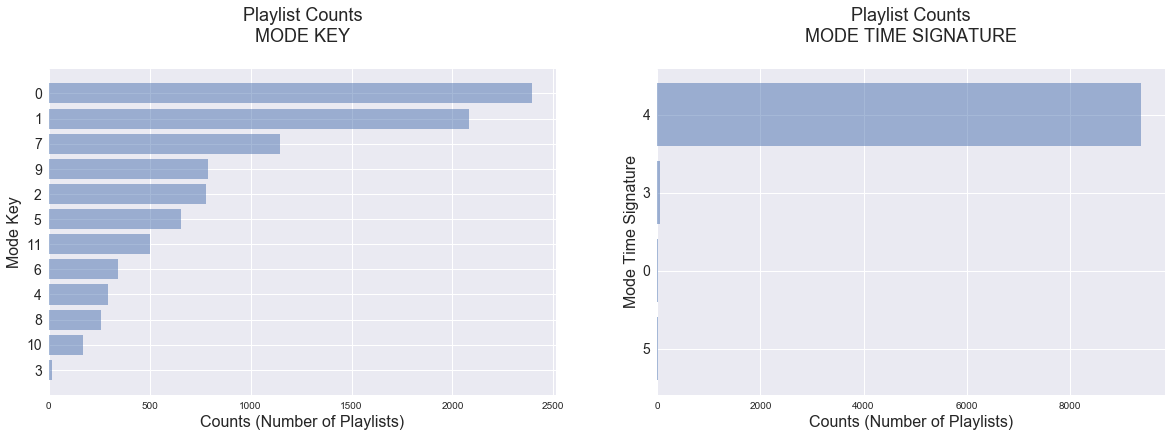 Playlist Counts
MODE KEY
Mode Key
0
1
7
9
2
5
11
6
4
8
10
3
0 500 1000 1500 2000 2500
Counts (Number of Playlists)
Playlist Counts
MODE TIME SIGNATURE
Mode Time Signature
4
3
0
5
0 2000 4000 6000 8000
Counts (Number of Playlists)